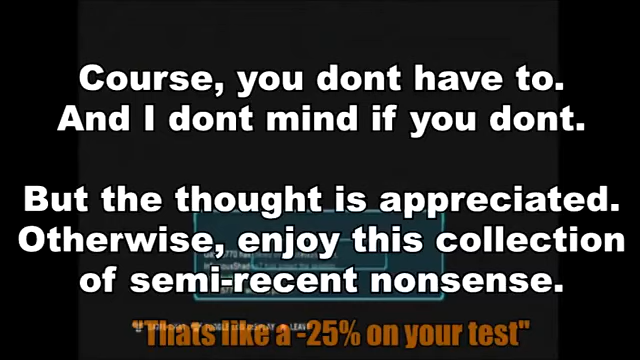 Course, you dont have to.
And I dont mind if you dont.
But the thought is appreciated.
Otherwise, enjoy this collection
of semi-recent nonsense.
"Thats like a -25% on your test"